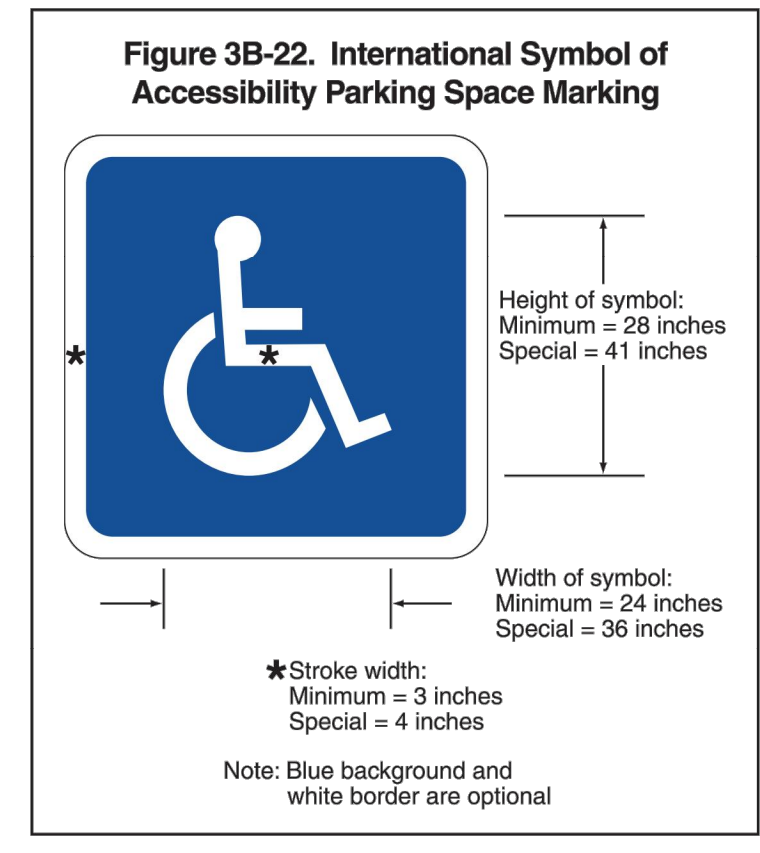 Figure 3B-22. International Symbol of
Accessibility Parking Space Marking
Height of symbol:
Minimum = 28 inches
Special = 41 inches
Width of symbol:
Minimum = 24 inches
Special = 36 inches
*Stroke width:
Minimum = 3 inches
Special = 4 inches
Note: Blue background and
white border are optional